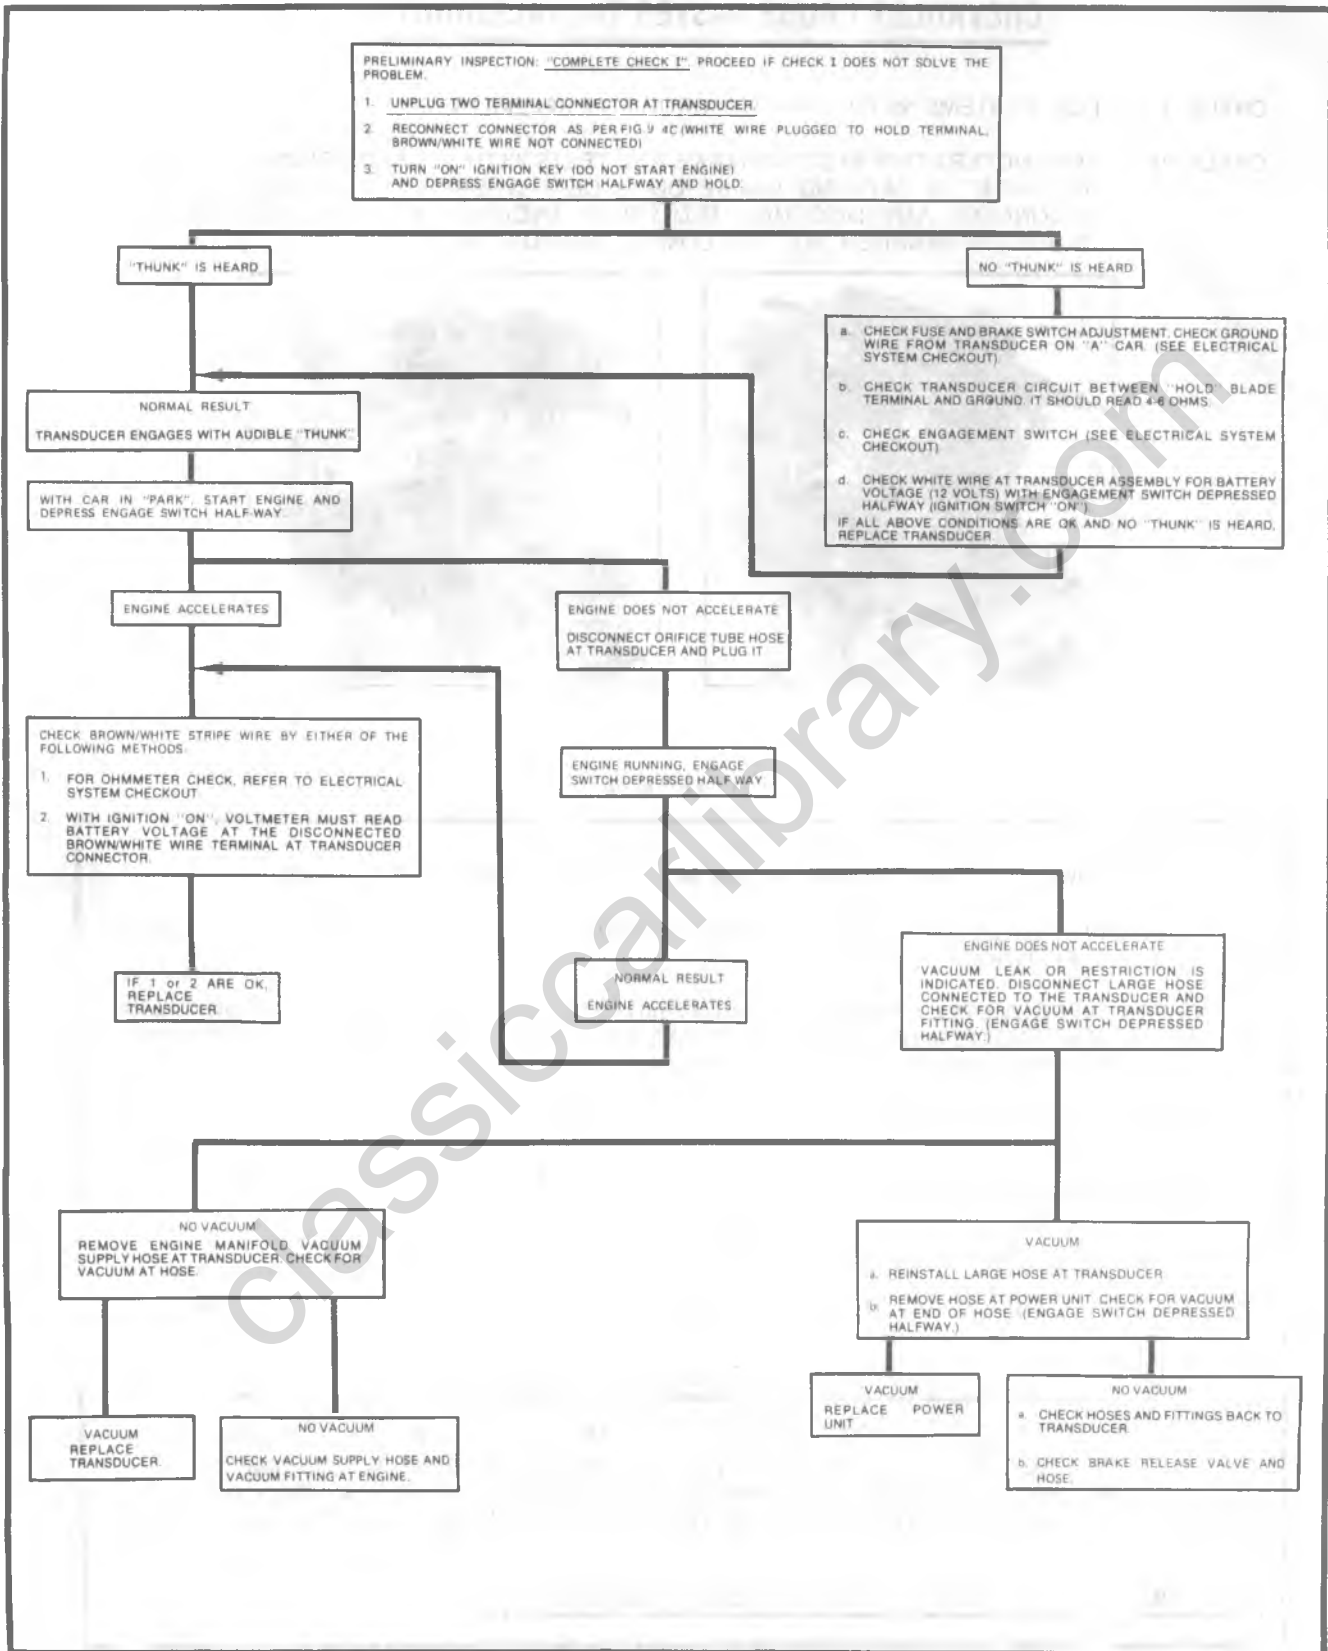 PRELIMINARY INSPECTION: "COMPLETE CHECK I". PROCEED IF CHECK I DOES NOT SOLVE THE
PROBLEM.
1. UNPLUG TWO TERMINAL CONNECTOR AT TRANSDUCER.
2. RECONNECT CONNECTOR AS PER FIG. 9 4C (WHITE WIRE PLUGGED TO HOLD TERMINAL,
BROWN/WHITE WIRE NOT CONNECTED)
3. TURN "ON" IGNITION KEY (DO NOT START ENGINE)
AND DEPRESS ENGAGE SWITCH HALFWAY AND HOLD.
"THUNK" IS HEARD
NO "THUNK" IS HEARD
a. CHECK FUSE AND BRAKE SWITCH ADJUSTMENT. CHECK GROUND
WIRE FROM TRANSDUCER ON "A" CAR. (SEE ELECTRICAL
SYSTEM CHECKOUT)
b. CHECK TRANSDUCER CIRCUIT BETWEEN "HOLD" BLADE
TERMINAL AND GROUND. IT SHOULD READ 4-6 OHMS.
c. CHECK ENGAGEMENT SWITCH (SEE ELECTRICAL SYSTEM
CHECKOUT)
d. CHECK WHITE WIRE AT TRANSDUCER ASSEMBLY FOR BATTERY
VOLTAGE (12 VOLTS) WITH ENGAGEMENT SWITCH DEPRESSED
HALFWAY (IGNITION SWITCH "ON")
IF ALL ABOVE CONDITIONS ARE OK AND NO "THUNK" IS HEARD,
REPLACE TRANSDUCER.
NORMAL RESULT
TRANSDUCER ENGAGES WITH AUDIBLE "THUNK".
WITH CAR IN "PARK", START ENGINE AND
DEPRESS ENGAGE SWITCH HALF-WAY.
ENGINE ACCELERATES
ENGINE DOES NOT ACCELERATE
DISCONNECT ORIFICE TUBE HOSE
AT TRANSDUCER AND PLUG IT
CHECK BROWN/WHITE STRIPE WIRE BY EITHER OF THE
FOLLOWING METHODS
1. FOR OHMMETER CHECK, REFER TO ELECTRICAL
SYSTEM CHECKOUT
2. WITH IGNITION "ON", VOLTMETER MUST READ
BATTERY VOLTAGE AT THE DISCONNECTED
BROWN/WHITE WIRE TERMINAL AT TRANSDUCER
CONNECTOR.
ENGINE RUNNING, ENGAGE
SWITCH DEPRESSED HALF WAY
IF 1 or 2 ARE OK,
REPLACE
TRANSDUCER.
NORMAL RESULT
ENGINE ACCELERATES
ENGINE DOES NOT ACCELERATE
VACUUM LEAK OR RESTRICTION IS
INDICATED. DISCONNECT LARGE HOSE
CONNECTED TO THE TRANSDUCER AND
CHECK FOR VACUUM AT TRANSDUCER
FITTING. (ENGAGE SWITCH DEPRESSED
HALFWAY.)
NO VACUUM
REMOVE ENGINE MANIFOLD VACUUM
SUPPLY HOSE AT TRANSDUCER. CHECK FOR
VACUUM AT HOSE.
VACUUM
a. REINSTALL LARGE HOSE AT TRANSDUCER
b. REMOVE HOSE AT POWER UNIT. CHECK FOR VACUUM
AT END OF HOSE (ENGAGE SWITCH DEPRESSED
HALFWAY.)
VACUUM
REPLACE
TRANSDUCER.
NO VACUUM
CHECK VACUUM SUPPLY HOSE AND
VACUUM FITTING AT ENGINE.
VACUUM
REPLACE POWER
UNIT
NO VACUUM
a. CHECK HOSES AND FITTINGS BACK TO
TRANSDUCER.
b. CHECK BRAKE RELEASE VALVE AND
HOSE.
classiccarlibrary.com